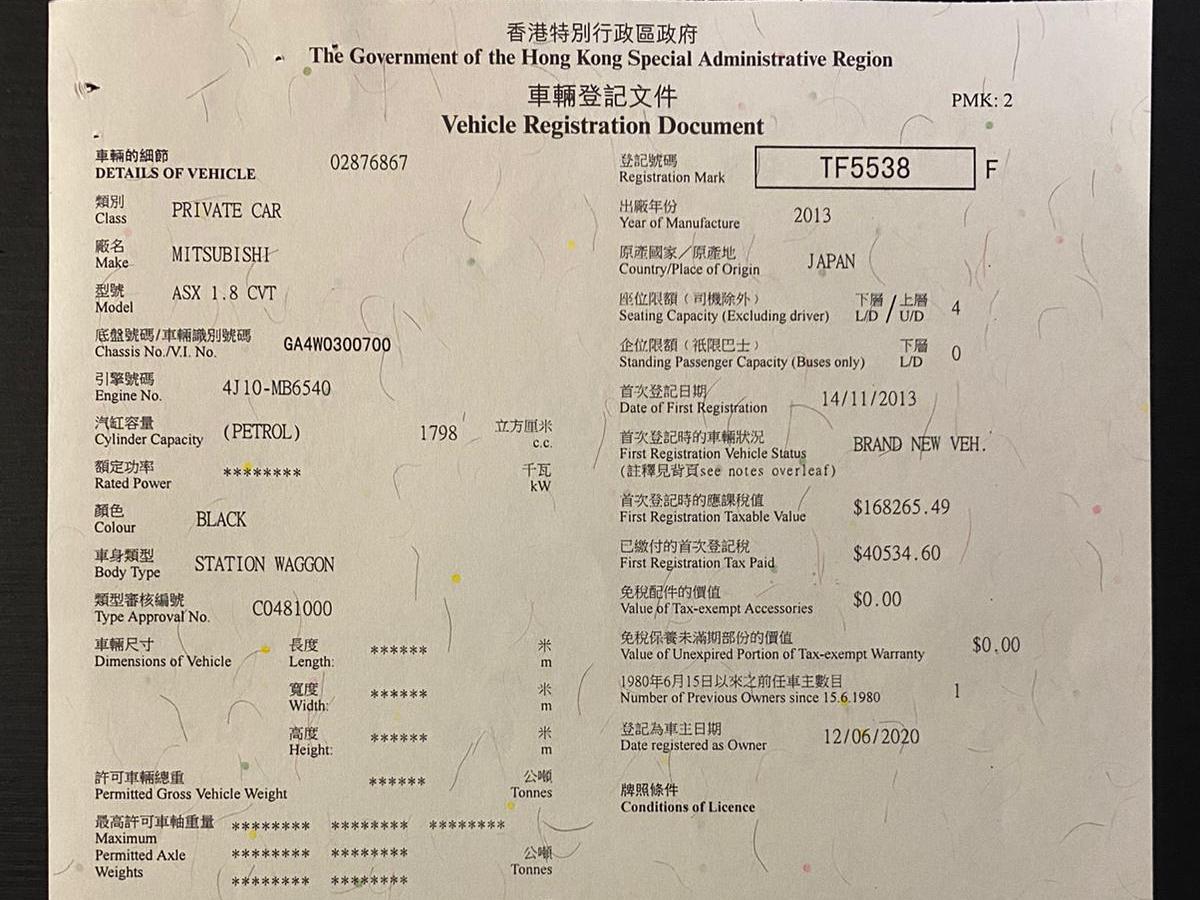 香港特別行政區政府
The Government of the Hong Kong Special Administrative Region
車輛登記文件
Vehicle Registration Document
PMK: 2
車輛的細節
DETAILS OF VEHICLE
02876867
類別
Class
PRIVATE CAR
廠名
Make
MITSUBISHI
型號
Model
ASX 1.8 CVT
底盤號碼/車輛識別號碼
Chassis No./V.I. No.
GA4W0300700
引擎號碼
Engine No.
4J10-MB6540
汽缸容量
Cylinder Capacity
(PETROL) 1798
立方厘米
c.c.
額定功率
Rated Power
********
千瓦
kW
顏色
Colour
BLACK
車身類型
Body Type
STATION WAGGON
類型審核編號
Type Approval No.
C0481000
車輛尺寸
Dimensions of Vehicle
長度
Length:
******
米
m
寬度
Width:
******
米
m
高度
Height:
******
米
m
許可車輛總重
Permitted Gross Vehicle Weight
******
公噸
Tonnes
最高許可車軸重量
Maximum
Permitted Axle
Weights
******** ******** ********
******** ********
******** ********
公噸
Tonnes
登記號碼
Registration Mark
TF5538 F
出廠年份
Year of Manufacture
2013
原產國家／原產地
Country/Place of Origin
JAPAN
座位限額（司機除外）
Seating Capacity (Excluding driver)
下層 / 上層
L/D / U/D
4
企位限額（祇限巴士）
Standing Passenger Capacity (Buses only)
下層
L/D
0
首次登記日期
Date of First Registration
14/11/2013
首次登記時的車輛狀況
First Registration Vehicle Status
(註釋見背頁see notes overleaf)
BRAND NEW VEH.
首次登記時的應課稅值
First Registration Taxable Value
$168265.49
已繳付的首次登記稅
First Registration Tax Paid
$40534.60
免稅配件的價值
Value of Tax-exempt Accessories
$0.00
免稅保養未滿期部份的價值
Value of Unexpired Portion of Tax-exempt Warranty
$0.00
1980年6月15日以來之前任車主數目
Number of Previous Owners since 15.6.1980
1
登記為車主日期
Date registered as Owner
12/06/2020
牌照條件
Conditions of Licence